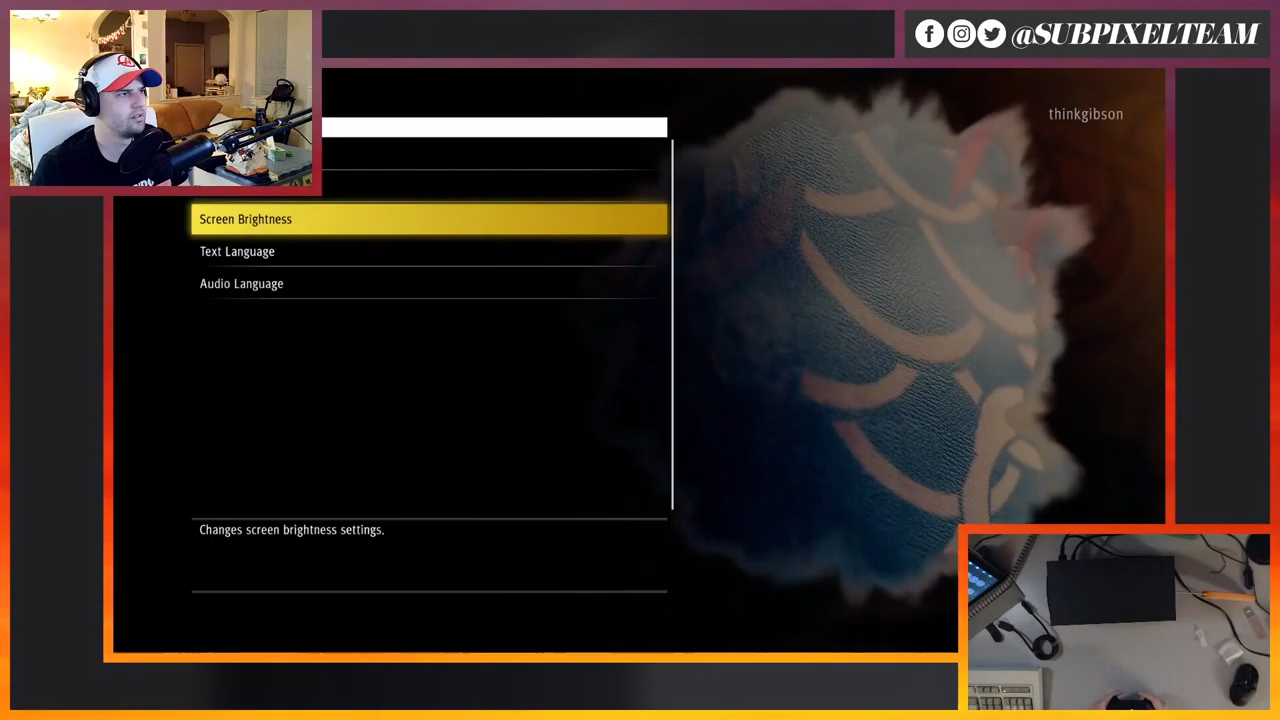 @SUBPIXELTEAM
thinkgibson
Screen Brightness
Text Language
Audio Language
Changes screen brightness settings.